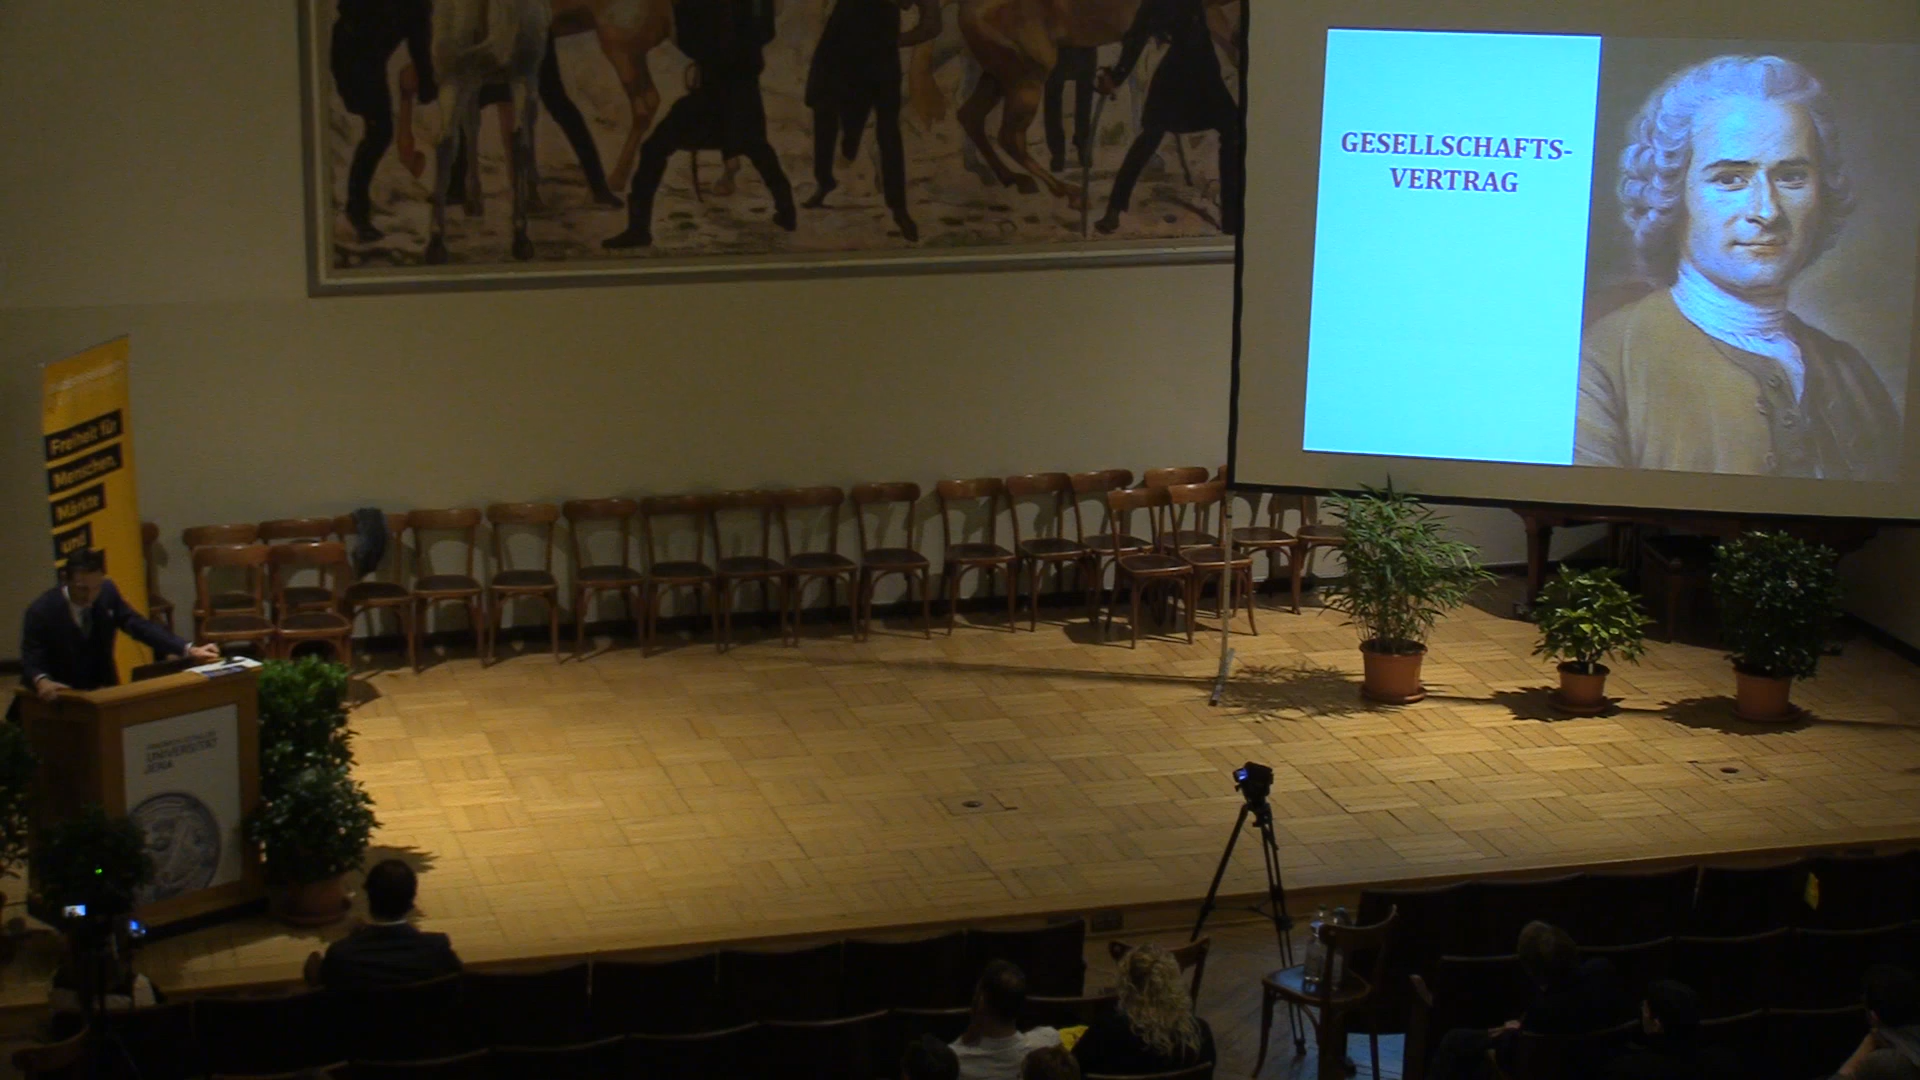 GESELLSCHAFTS-
VERTRAG
Freiheit für
Menschen,
Märkte
und
UNIVERSITÄT
JENA